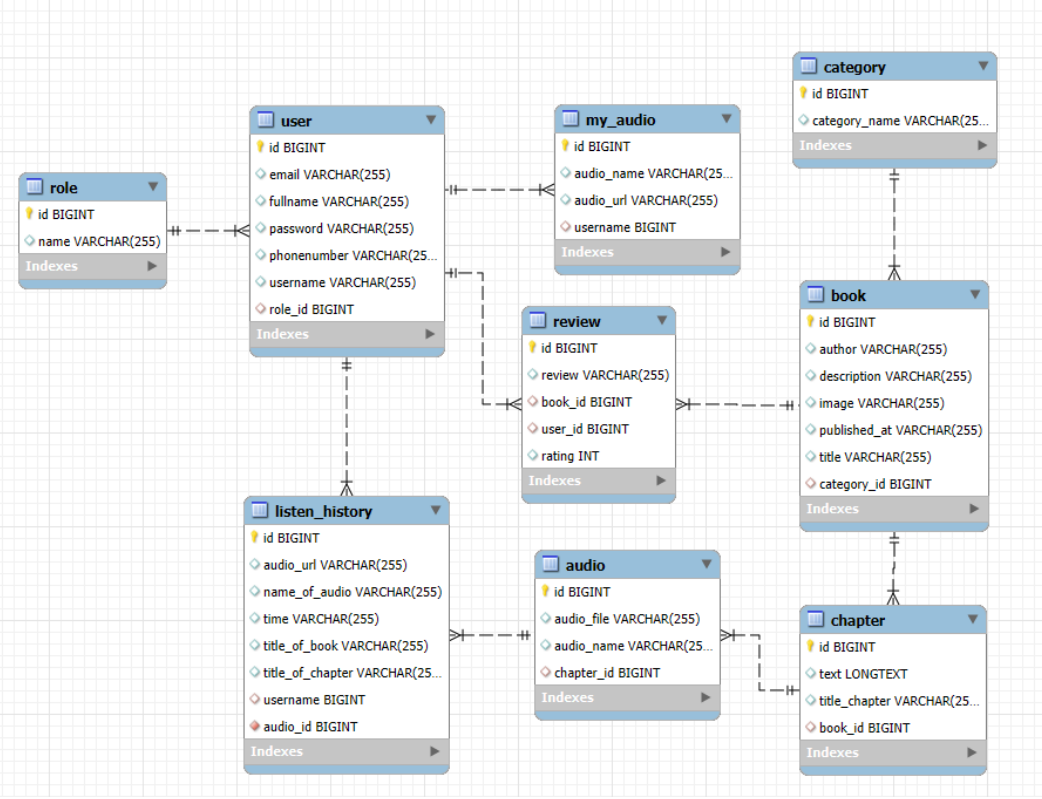 role
id BIGINT
name VARCHAR(255)
Indexes
user
id BIGINT
email VARCHAR(255)
fullname VARCHAR(255)
password VARCHAR(255)
phonenumber VARCHAR(25...
username VARCHAR(255)
role_id BIGINT
Indexes
my_audio
id BIGINT
audio_name VARCHAR(25...
audio_url VARCHAR(255)
username BIGINT
Indexes
category
id BIGINT
category_name VARCHAR(25...
Indexes
review
id BIGINT
review VARCHAR(255)
book_id BIGINT
user_id BIGINT
rating INT
Indexes
book
id BIGINT
author VARCHAR(255)
description VARCHAR(255)
image VARCHAR(255)
published_at VARCHAR(255)
title VARCHAR(255)
category_id BIGINT
Indexes
listen_history
id BIGINT
audio_url VARCHAR(255)
name_of_audio VARCHAR(255)
time VARCHAR(255)
title_of_book VARCHAR(255)
title_of_chapter VARCHAR(25...
username BIGINT
audio_id BIGINT
Indexes
audio
id BIGINT
audio_file VARCHAR(255)
audio_name VARCHAR(25...
chapter_id BIGINT
Indexes
chapter
id BIGINT
text LONGTEXT
title_chapter VARCHAR(25...
book_id BIGINT
Indexes